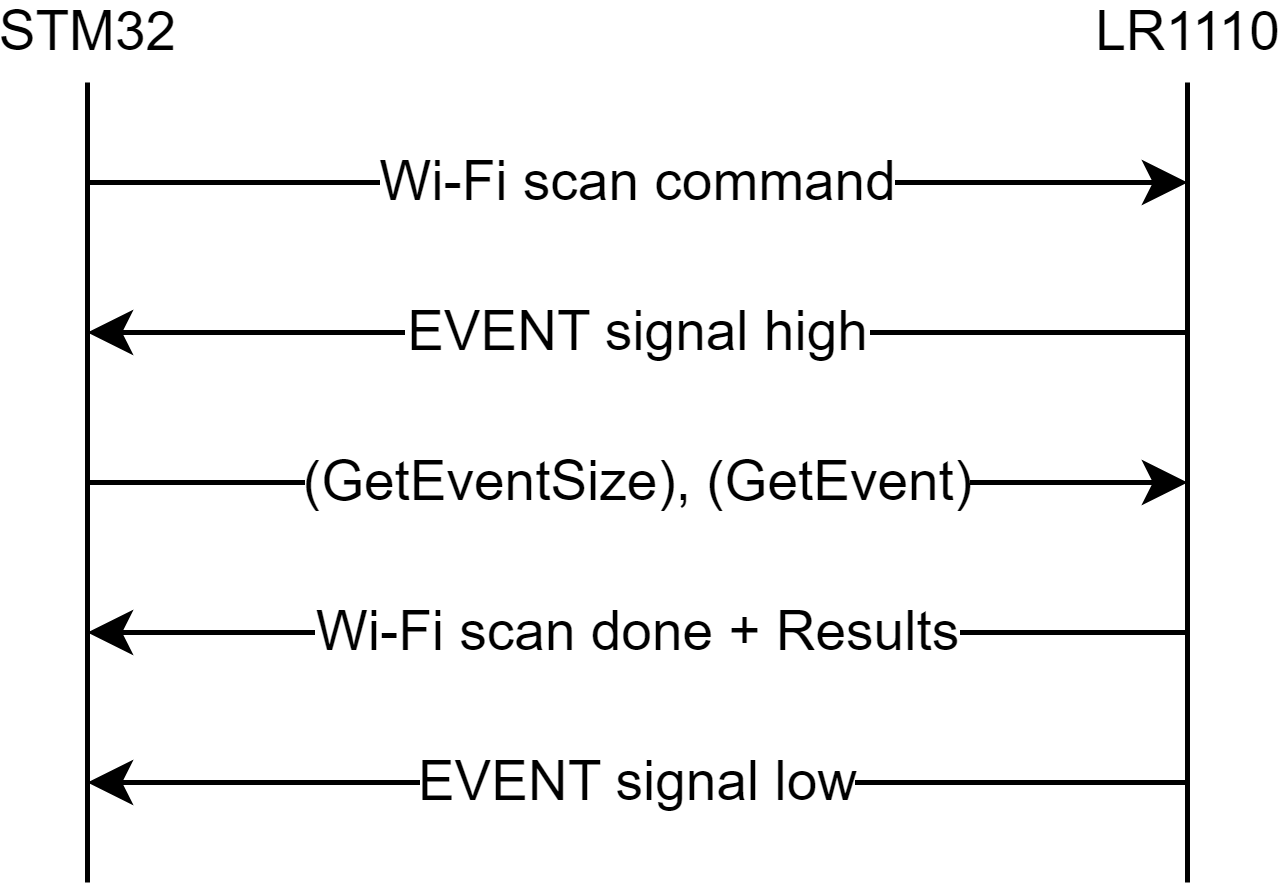 STM32
LR1110
Wi-Fi scan command
EVENT signal high
(GetEventSize), (GetEvent)
Wi-Fi scan done + Results
EVENT signal low